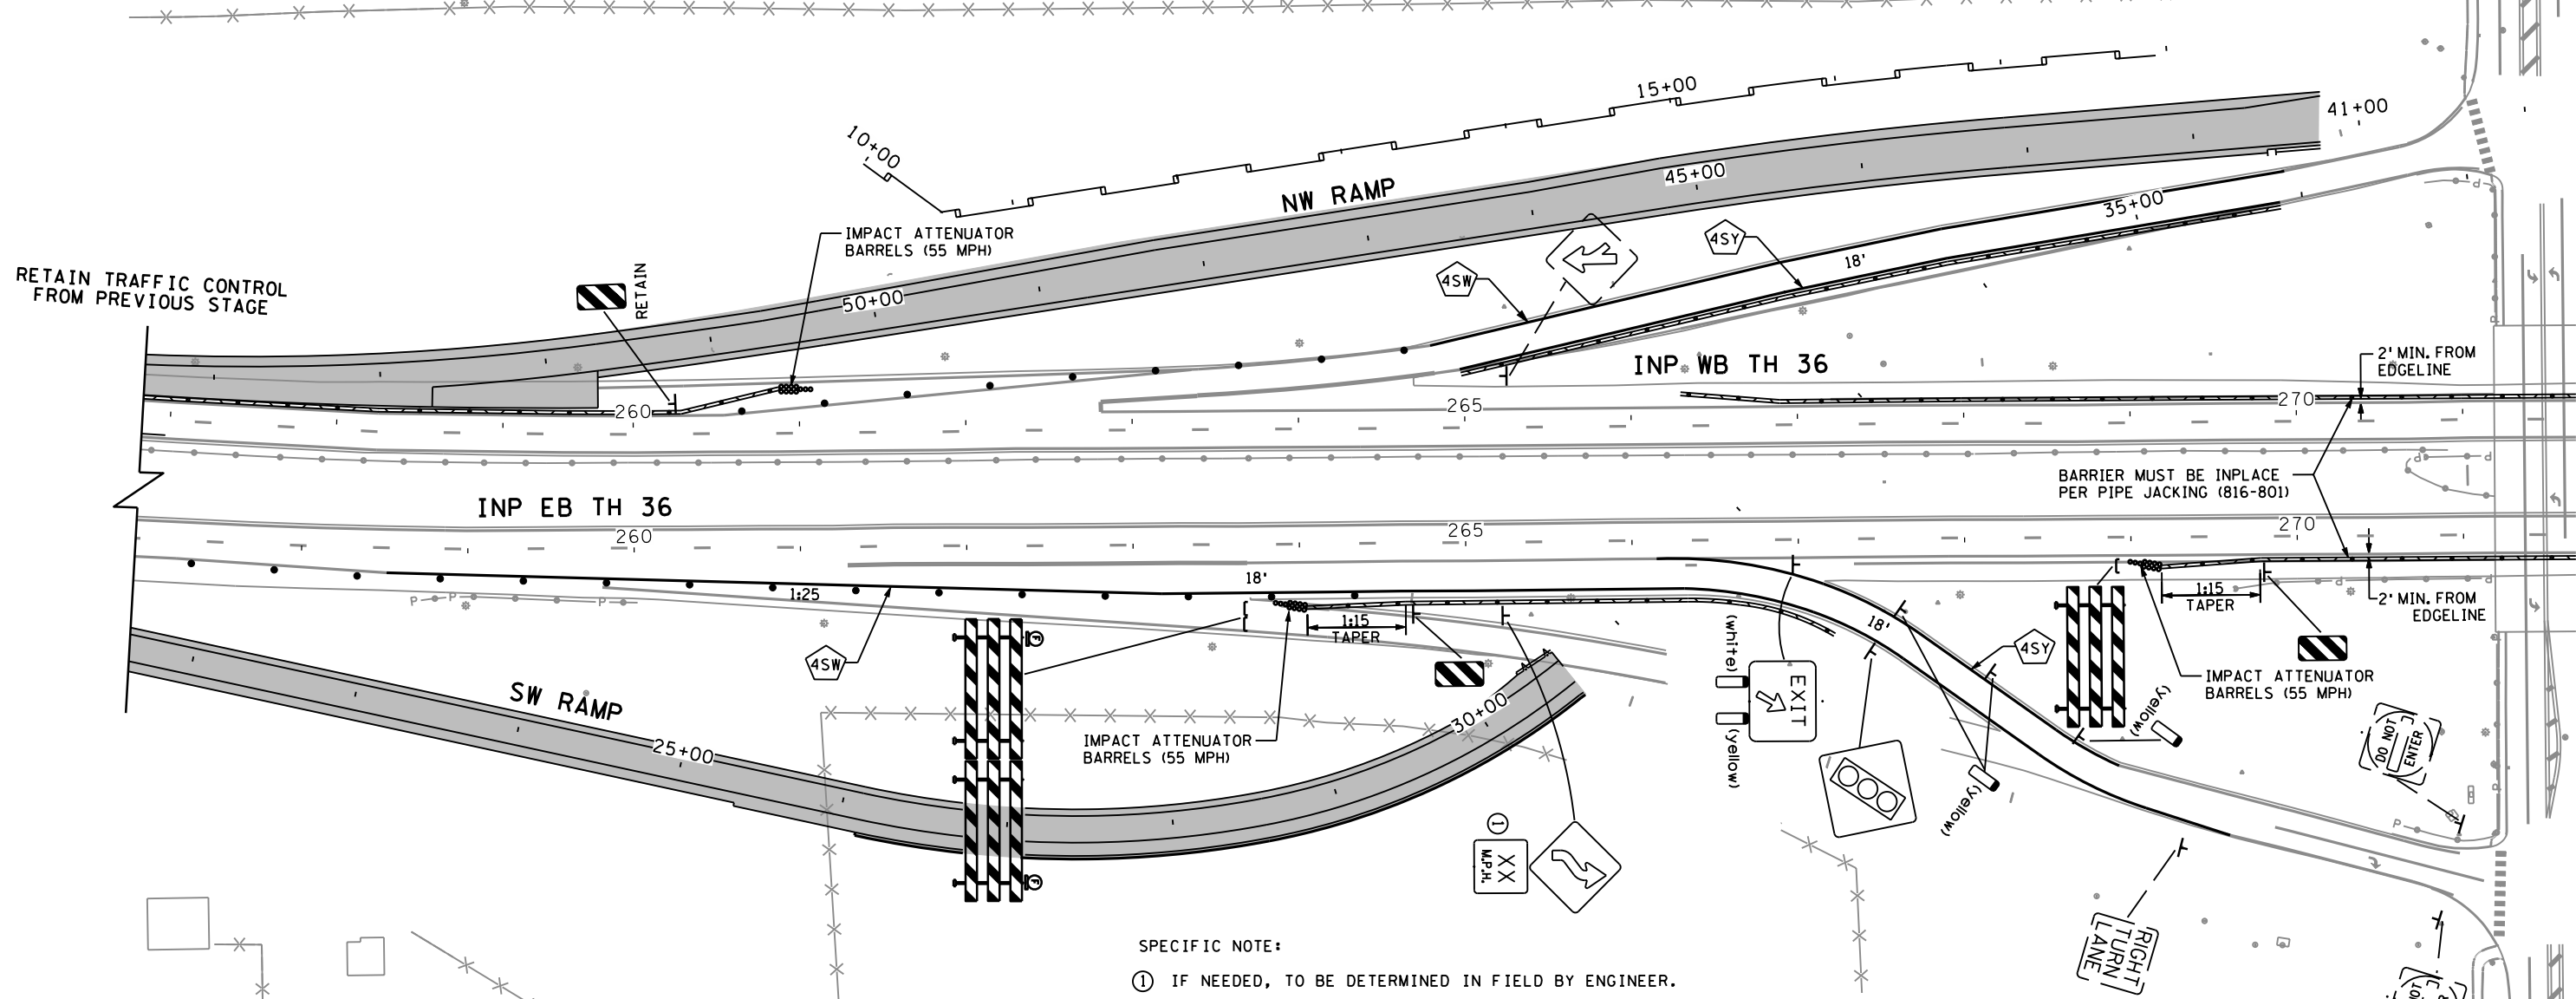 15+00
41+00
10+00
NW RAMP
45+00
35+00
IMPACT ATTENUATOR
BARRELS (55 MPH)
RETAIN
RETAIN TRAFFIC CONTROL
FROM PREVIOUS STAGE
50+00
4SW
4SY
18'
INP WB TH 36
2' MIN. FROM
EDGELINE
260
265
270
BARRIER MUST BE INPLACE
PER PIPE JACKING (816-801)
INP EB TH 36
260
265
270
1:25
18'
1:15
TAPER
1:15
TAPER
2' MIN. FROM
EDGELINE
4SW
18'
4SY
IMPACT ATTENUATOR
BARRELS (55 MPH)
SW RAMP
25+00
30+00
IMPACT ATTENUATOR
BARRELS (55 MPH)
F
F
(white)
(yellow)
EXIT
(yellow)
(yellow)
DO NOT
ENTER
1
XX
M.P.H.
RIGHT
TURN
LANE
NOT
P
P
P
P
d
d
d
d
d
SPECIFIC NOTE:
1 IF NEEDED, TO BE DETERMINED IN FIELD BY ENGINEER.